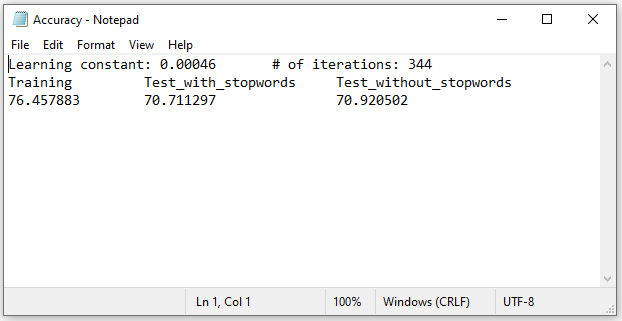 Accuracy - Notepad
File Edit Format View Help
Learning constant: 0.00046 # of iterations: 344
Training Test_with_stopwords Test_without_stopwords
76.457883 70.711297 70.920502
Ln 1, Col 1 100% Windows (CRLF) UTF-8